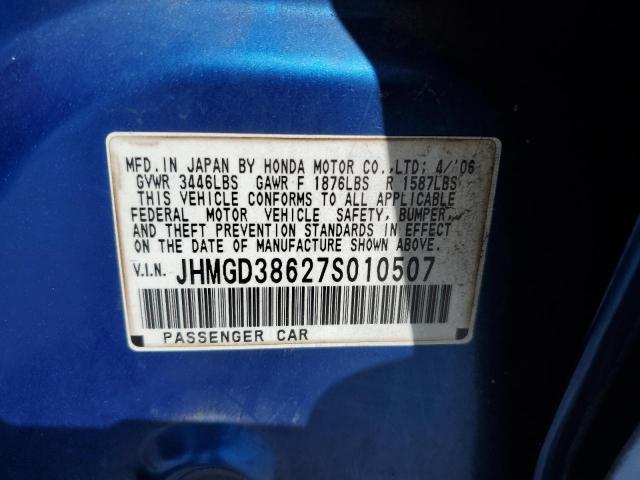 MFD. IN JAPAN BY HONDA MOTOR CO., LTD; 4/'06
GVWR 3446LBS GAWR F 1876LBS R 1587LBS
THIS VEHICLE CONFORMS TO ALL APPLICABLE
FEDERAL MOTOR VEHICLE SAFETY, BUMPER,
AND THEFT PREVENTION STANDARDS IN EFFECT
ON THE DATE OF MANUFACTURE SHOWN ABOVE.
V.I.N. JHMGD38627S010507
PASSENGER CAR